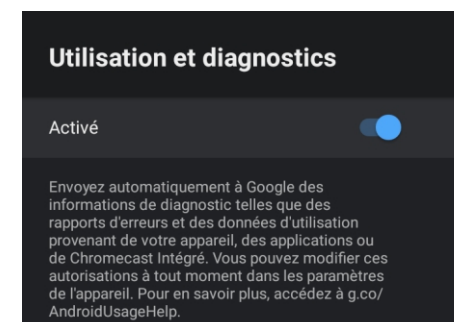 Utilisation et diagnostics
Activé
Envoyez automatiquement à Google des
informations de diagnostic telles que des
rapports d'erreurs et des données d'utilisation
provenant de votre appareil, des applications ou
de Chromecast Intégré. Vous pouvez modifier ces
autorisations à tout moment dans les paramètres
de l'appareil. Pour en savoir plus, accédez à g.co/
AndroidUsageHelp.